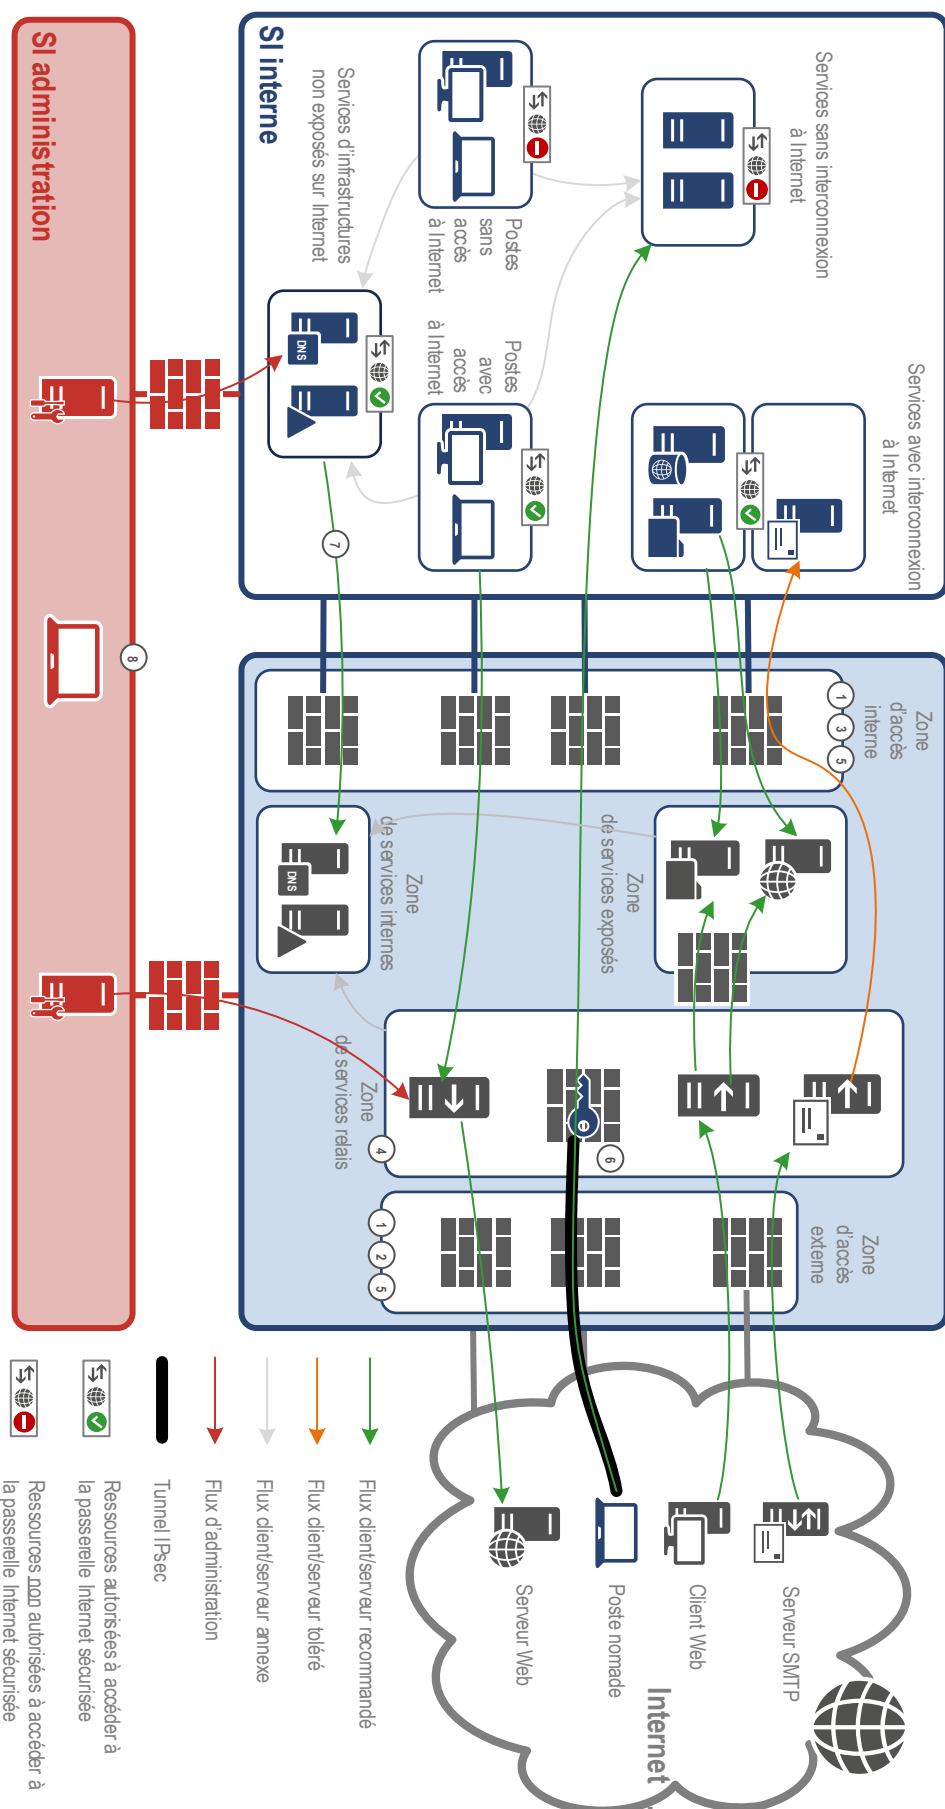 Services sans interconnexion
à Internet
Services avec interconnexion
à Internet
Postes
sans
accès
à Internet
Postes
avec
accès
à Internet
Services d'infrastructures
non exposés sur Internet
DNS
SI interne
7
SI administration
8
Zone
d'accès
interne
1
3
5
Zone
de services exposés
Zone
de services internes
DNS
Zone
de services relais
4
6
Zone
d'accès
externe
1
2
5
Internet
Serveur SMTP
Client Web
Poste nomade
Serveur Web
Flux client/serveur recommandé
Flux client/serveur toléré
Flux client/serveur annexe
Flux d'administration
Tunnel IPsec
Ressources autorisées à accéder à
la passerelle Internet sécurisée
Ressources non autorisées à accéder à
la passerelle Internet sécurisée